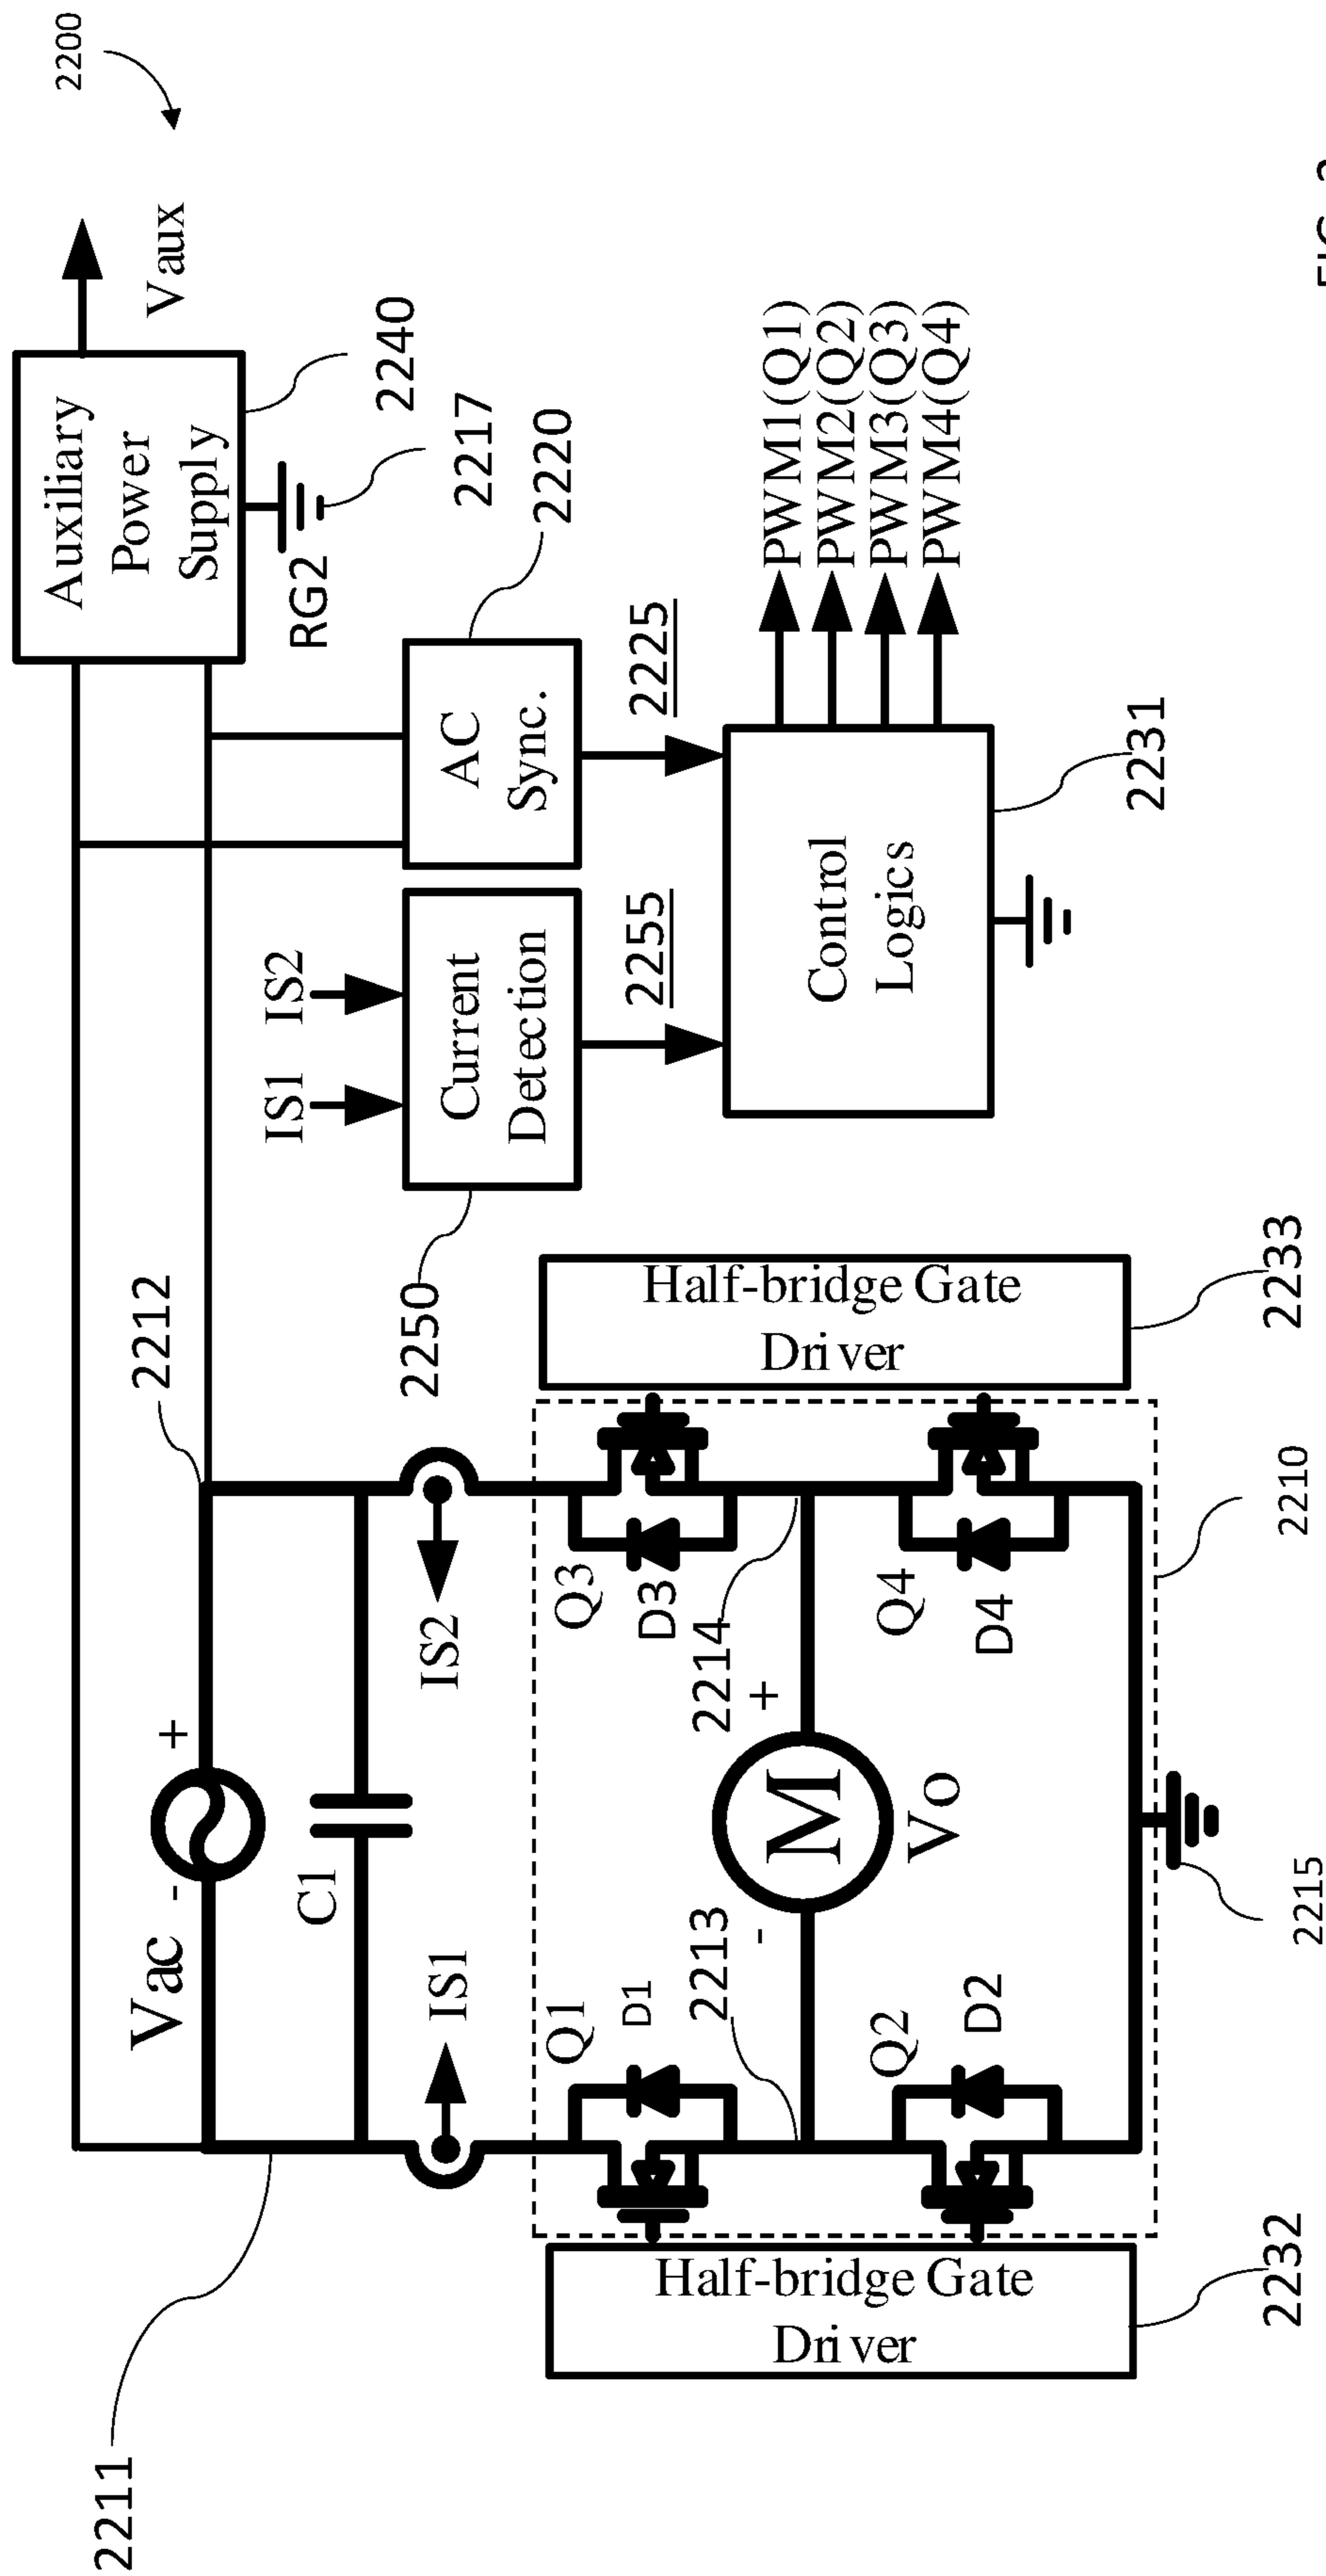 2200
Auxiliary
Power
Supply
Vaux
2240
RG2
2217
2211
2212
Vac
-
+
C1
IS1
IS2
IS1
IS2
Current
Detection
2250
AC
Sync.
2220
2255
2225
Control
Logics
2231
PWM1(Q1)
PWM2(Q2)
PWM3(Q3)
PWM4(Q4)
Half-bridge Gate
Driver
2232
Q1
D1
Q2
D2
2213
-
M
+
Vo
2214
Q3
D3
Q4
D4
Half-bridge Gate
Driver
2233
2210
2215